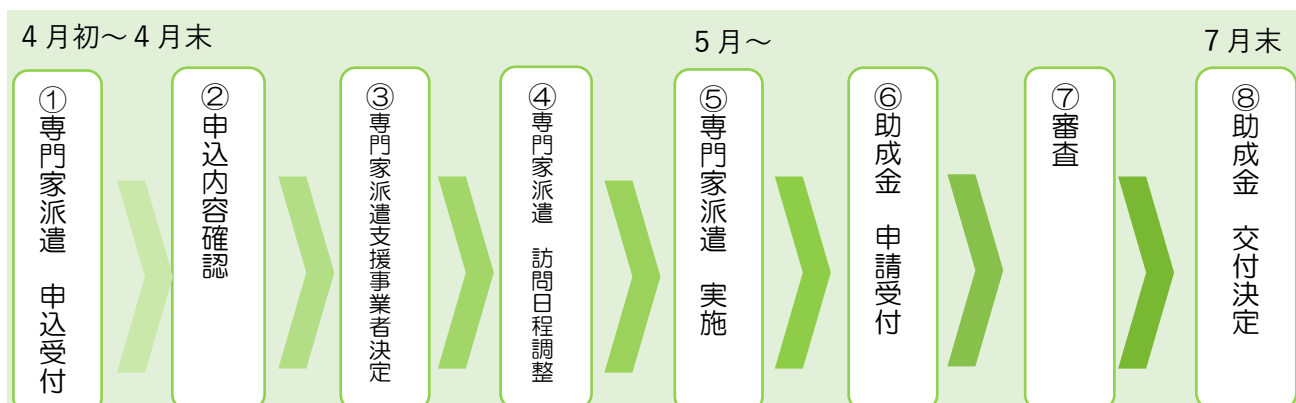 4月初～4月末
5月～
7月末
①専門家派遣　申込受付
②申込内容確認
③専門家派遣支援事業者決定
④専門家派遣　訪問日程調整
⑤専門家派遣　実施
⑥助成金　申請受付
⑦審査
⑧助成金　交付決定